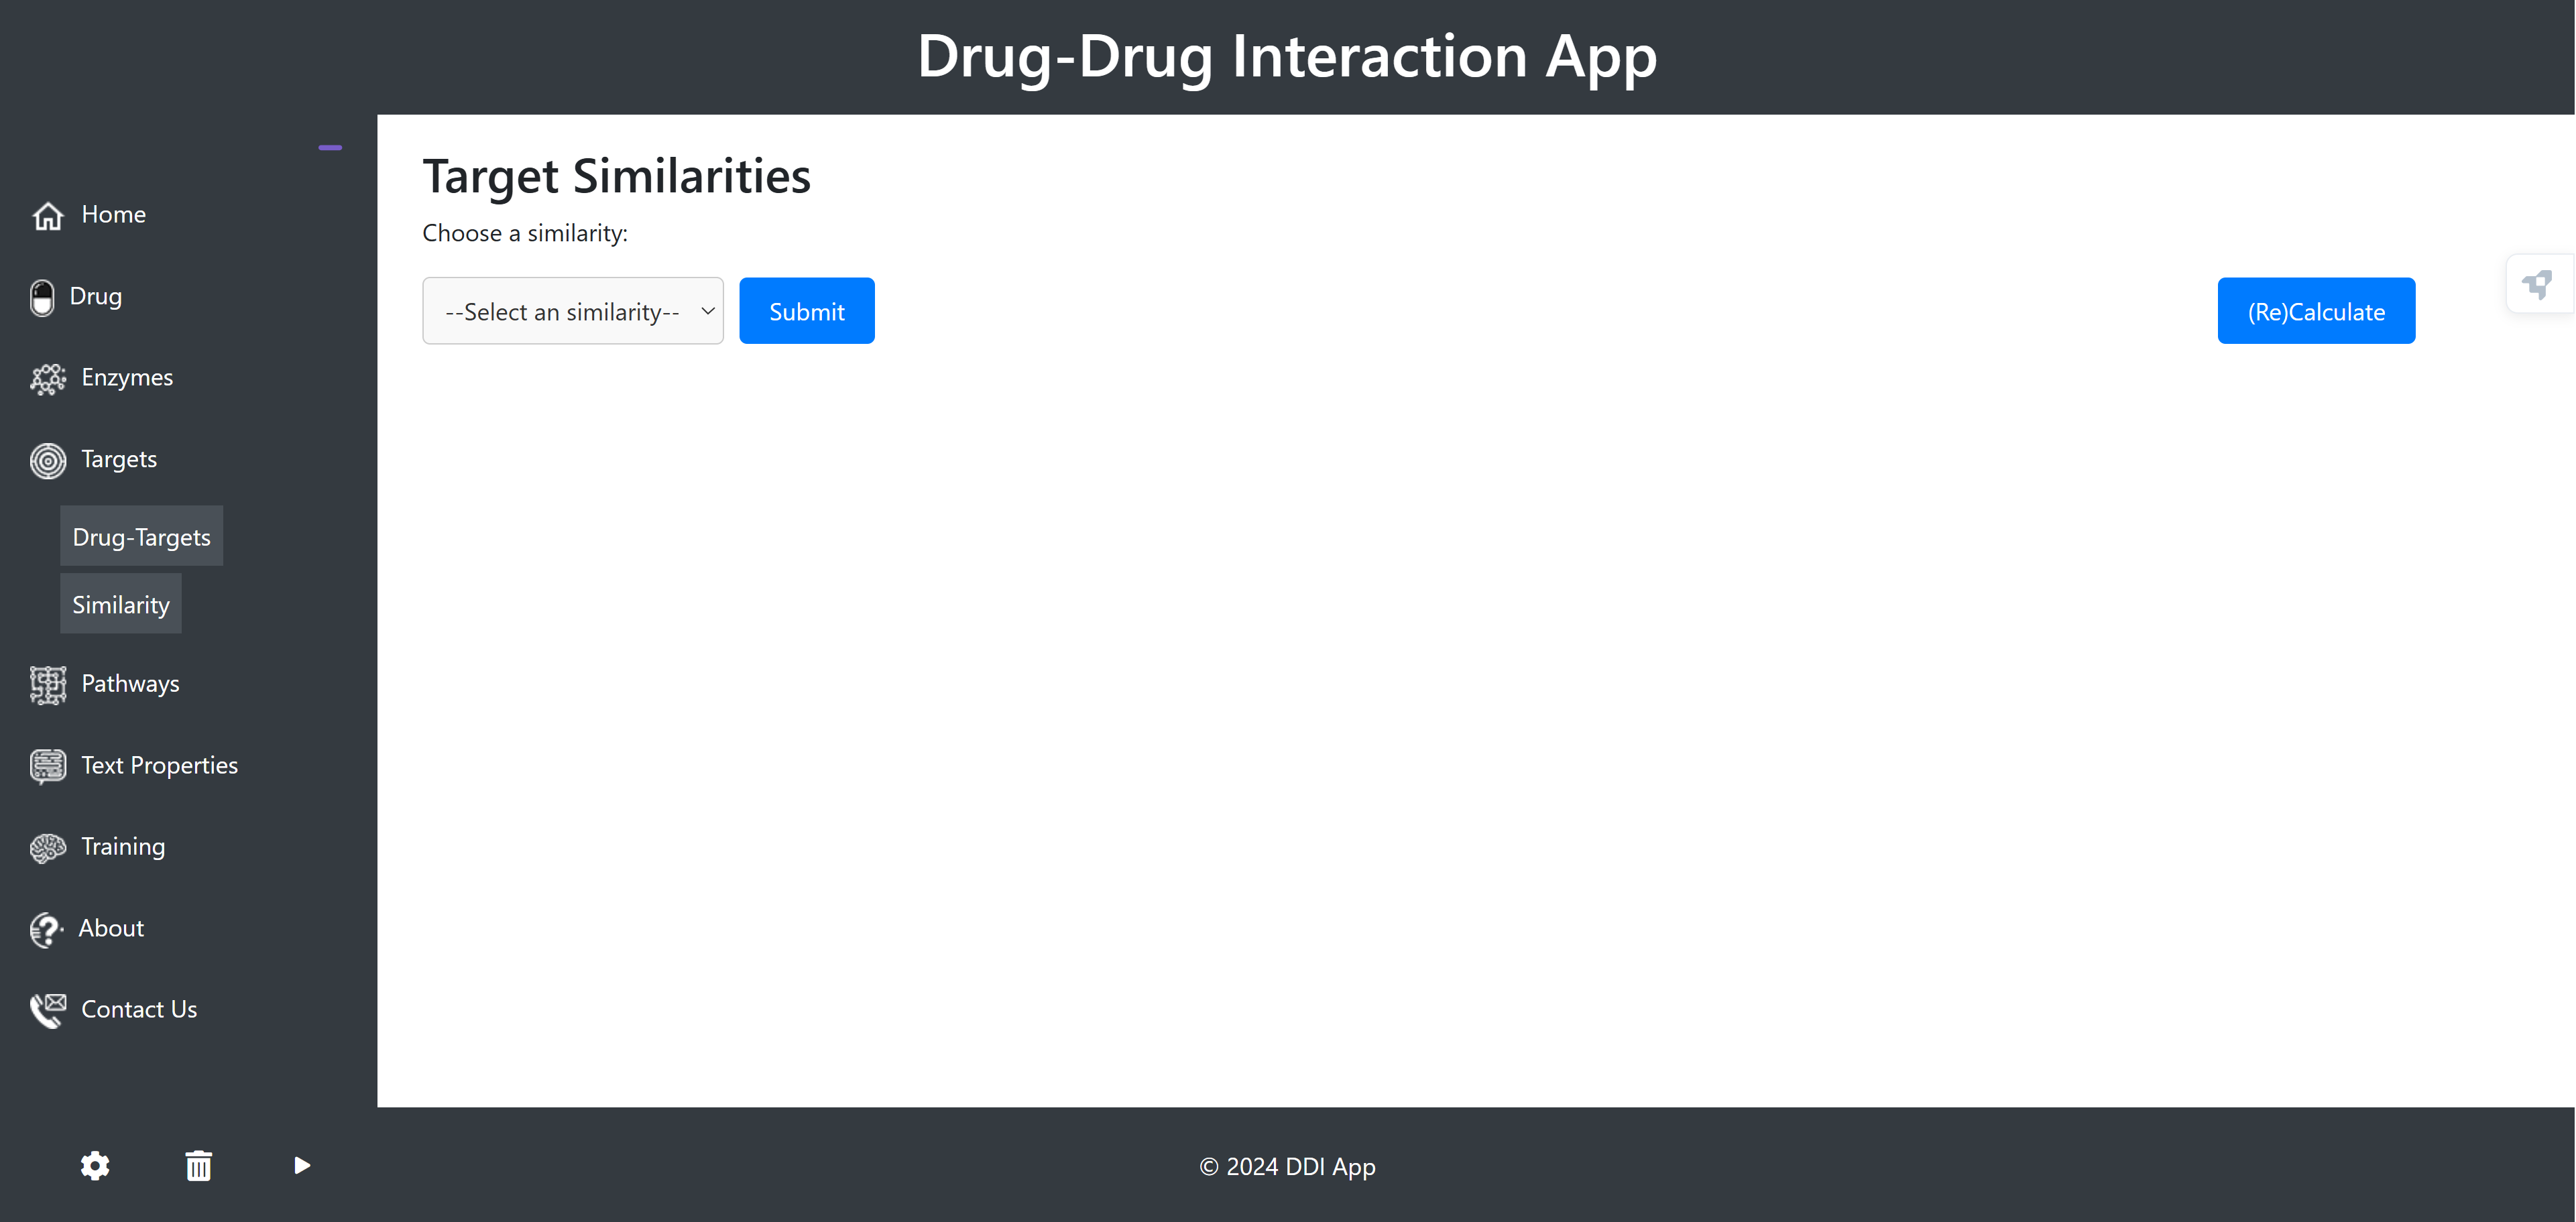 Drug-Drug Interaction App
Home
Drug
Enzymes
Targets
Drug-Targets
Similarity
Pathways
Text Properties
Training
About
Contact Us
Target Similarities
Choose a similarity:
--Select an similarity--
Submit
(Re)Calculate
© 2024 DDI App